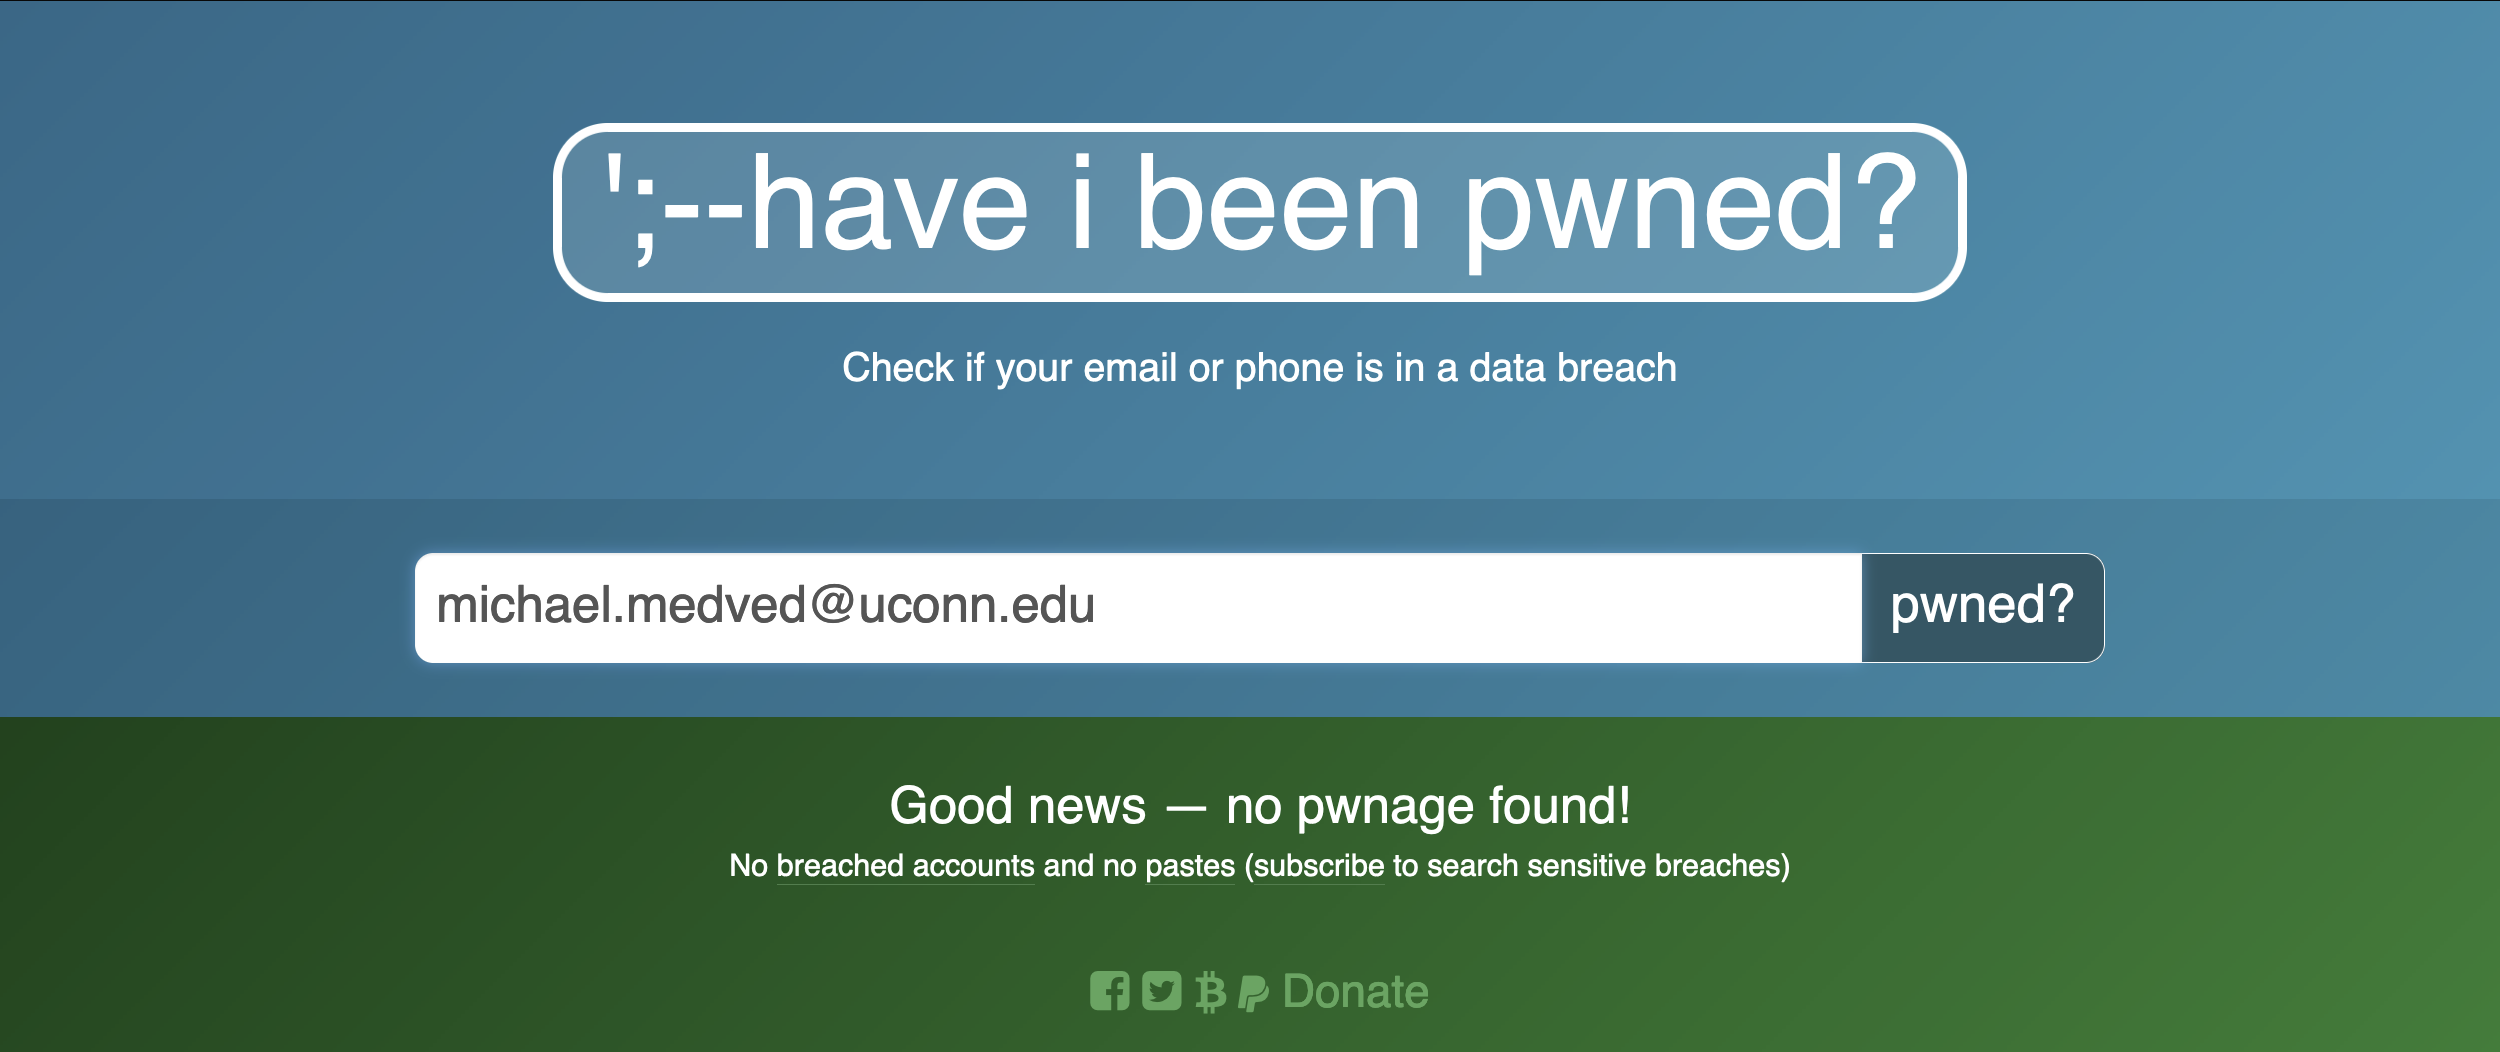 ';--have i been pwned?
Check if your email or phone is in a data breach
michael.medved@uconn.edu
pwned?
Good news — no pwnage found!
No breached accounts and no pastes (subscribe to search sensitive breaches)
Donate